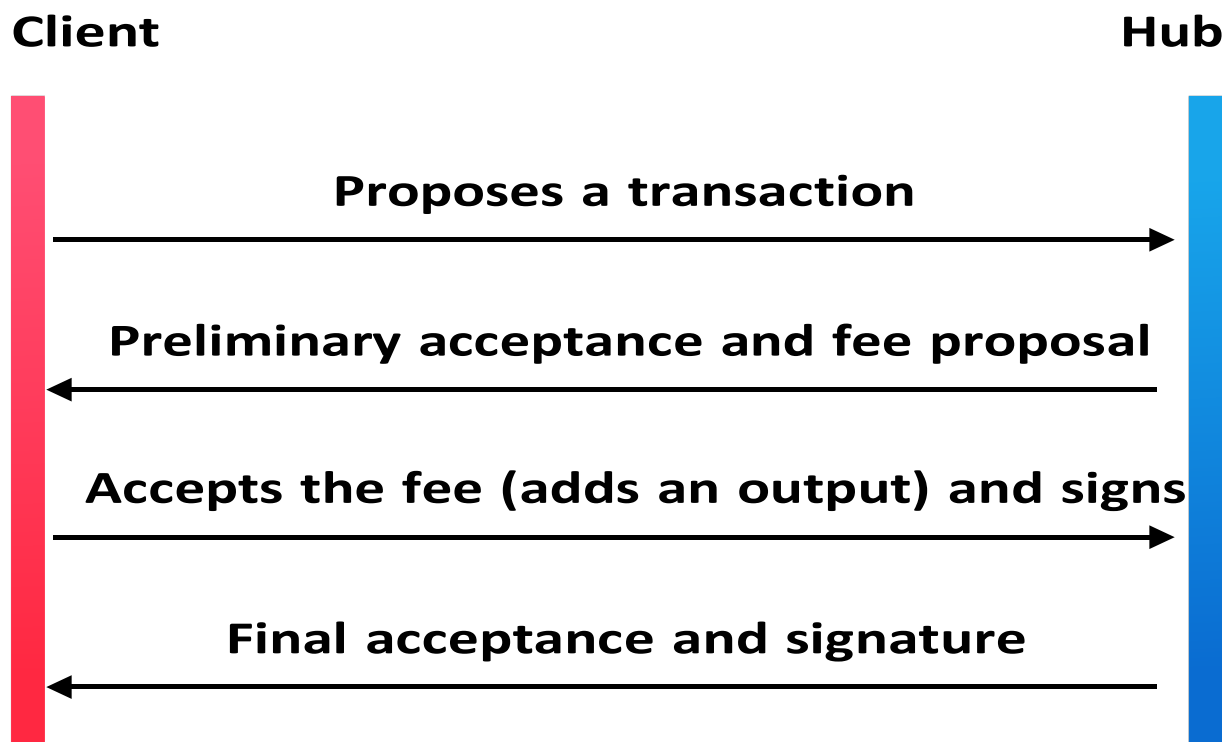 Client
Hub
Proposes a transaction
Preliminary acceptance and fee proposal
Accepts the fee (adds an output) and signs
Final acceptance and signature